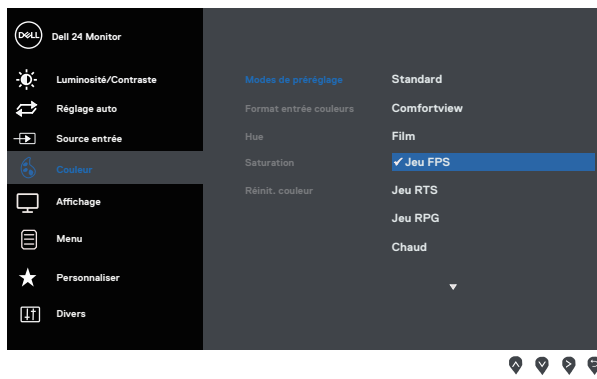 DELL Dell 24 Monitor
Luminosité/Contraste
Réglage auto
Source entrée
Couleur
Affichage
Menu
Personnaliser
Divers
Modes de préréglage
Format entrée couleurs
Hue
Saturation
Réinit. couleur
Standard
Comfortview
Film
✓ Jeu FPS
Jeu RTS
Jeu RPG
Chaud